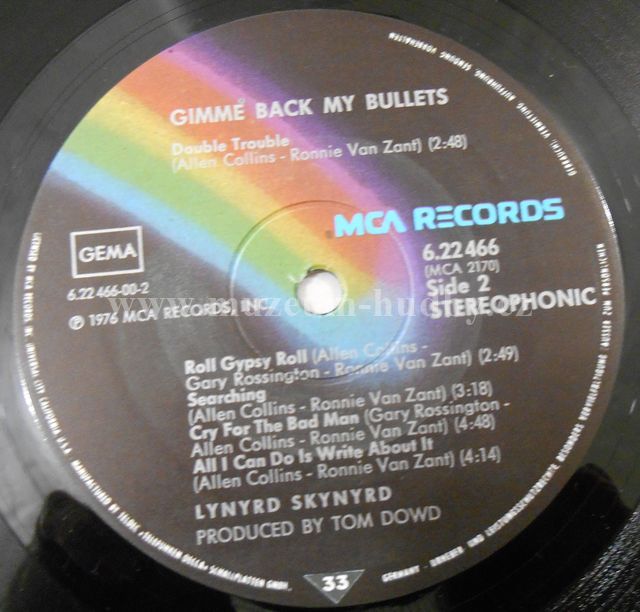 GIMME BACK MY BULLETS
Double Trouble
(Allen Collins - Ronnie Van Zant) (2:48)
MCA RECORDS
GEMA
6.22 466-00-2
℗ 1976 MCA RECORDS, INC.
6.22 466
(MCA 2170)
Side 2
STEREOPHONIC
www.muzeum-hudby.cz
Roll Gypsy Roll (Allen Collins -
Gary Rossington - Ronnie Van Zant) (2:49)
Searching
(Allen Collins - Ronnie Van Zant) (3:18)
Cry For The Bad Man (Gary Rossington -
Allen Collins - Ronnie Van Zant) (4:48)
All I Can Do Is Write About It
(Allen Collins - Ronnie Van Zant) (4:14)
LYNYRD SKYNYRD
PRODUCED BY TOM DOWD
33